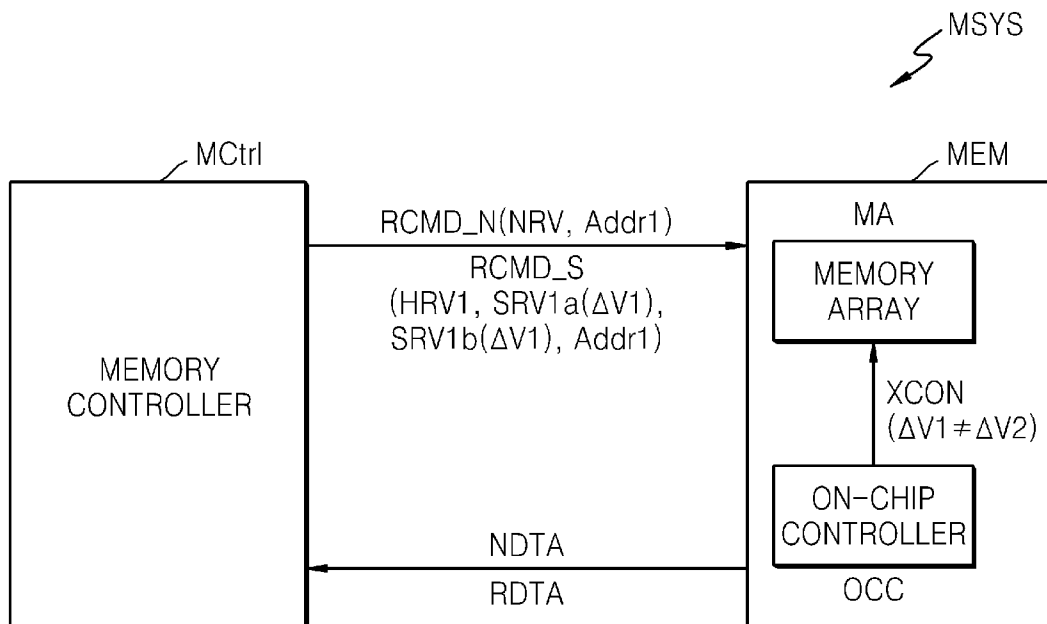 MSYS
MCtrl
MEMORY
CONTROLLER
RCMD_N(NRV, Addr1)
RCMD_S
(HRV1, SRV1a(ΔV1),
SRV1b(ΔV1), Addr1)
NDTA
RDTA
MEM
MA
MEMORY
ARRAY
XCON
(ΔV1≠ΔV2)
ON-CHIP
CONTROLLER
OCC